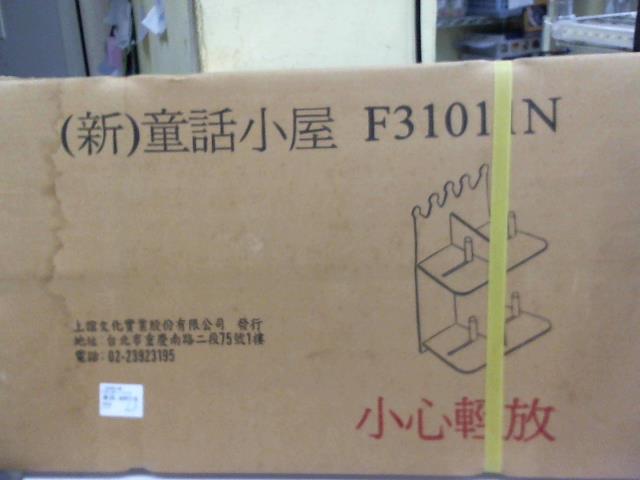 (新)童話小屋 F31011N
上誼文化實業股份有限公司 發行
地址:台北市重慶南路二段75號1樓
電話:02-23923195
小心輕放